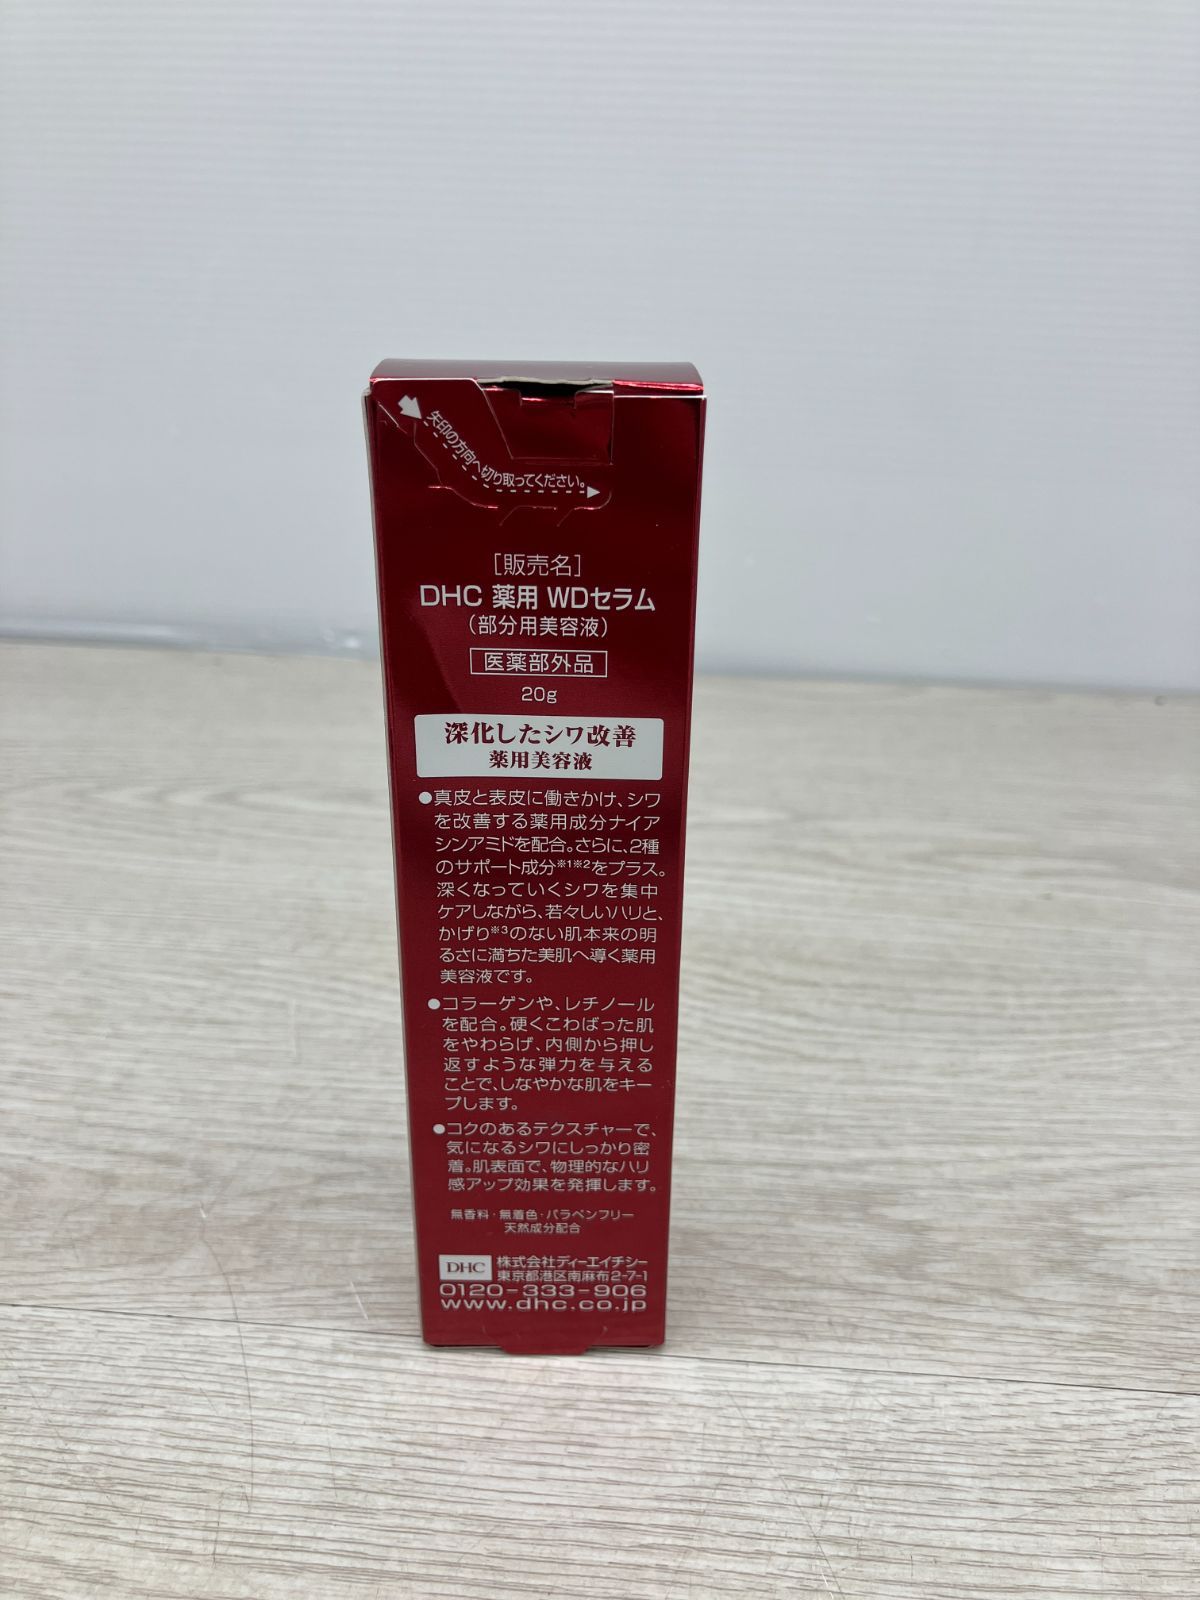 矢印の方向へ切り取ってください。
[販売名]
DHC 薬用 WDセラム
（部分用美容液）
医薬部外品
20g
深化したシワ改善
薬用美容液
●真皮と表皮に働きかけ、シワ
を改善する薬用成分ナイア
シンアミドを配合。さらに、2種
のサポート成分※1※2をプラス。
深くなっていくシワを集中
ケアしながら、若々しいハリと、
かげり※3のない肌本来の明
るさに満ちた美肌へ導く薬用
美容液です。
●コラーゲンや、レチノール
を配合。硬くこわばった肌
をやわらげ、内側から押し
返すような弾力を与える
ことで、しなやかな肌をキー
プします。
●コクのあるテクスチャーで、
気になるシワにしっかり密
着。肌表面で、物理的なハリ
感アップ効果を発揮します。
無香料・無着色・パラベンフリー
天然成分配合
DHC 株式会社ディーエイチシー
東京都港区南麻布2-7-1
0120-333-906
www.dhc.co.jp